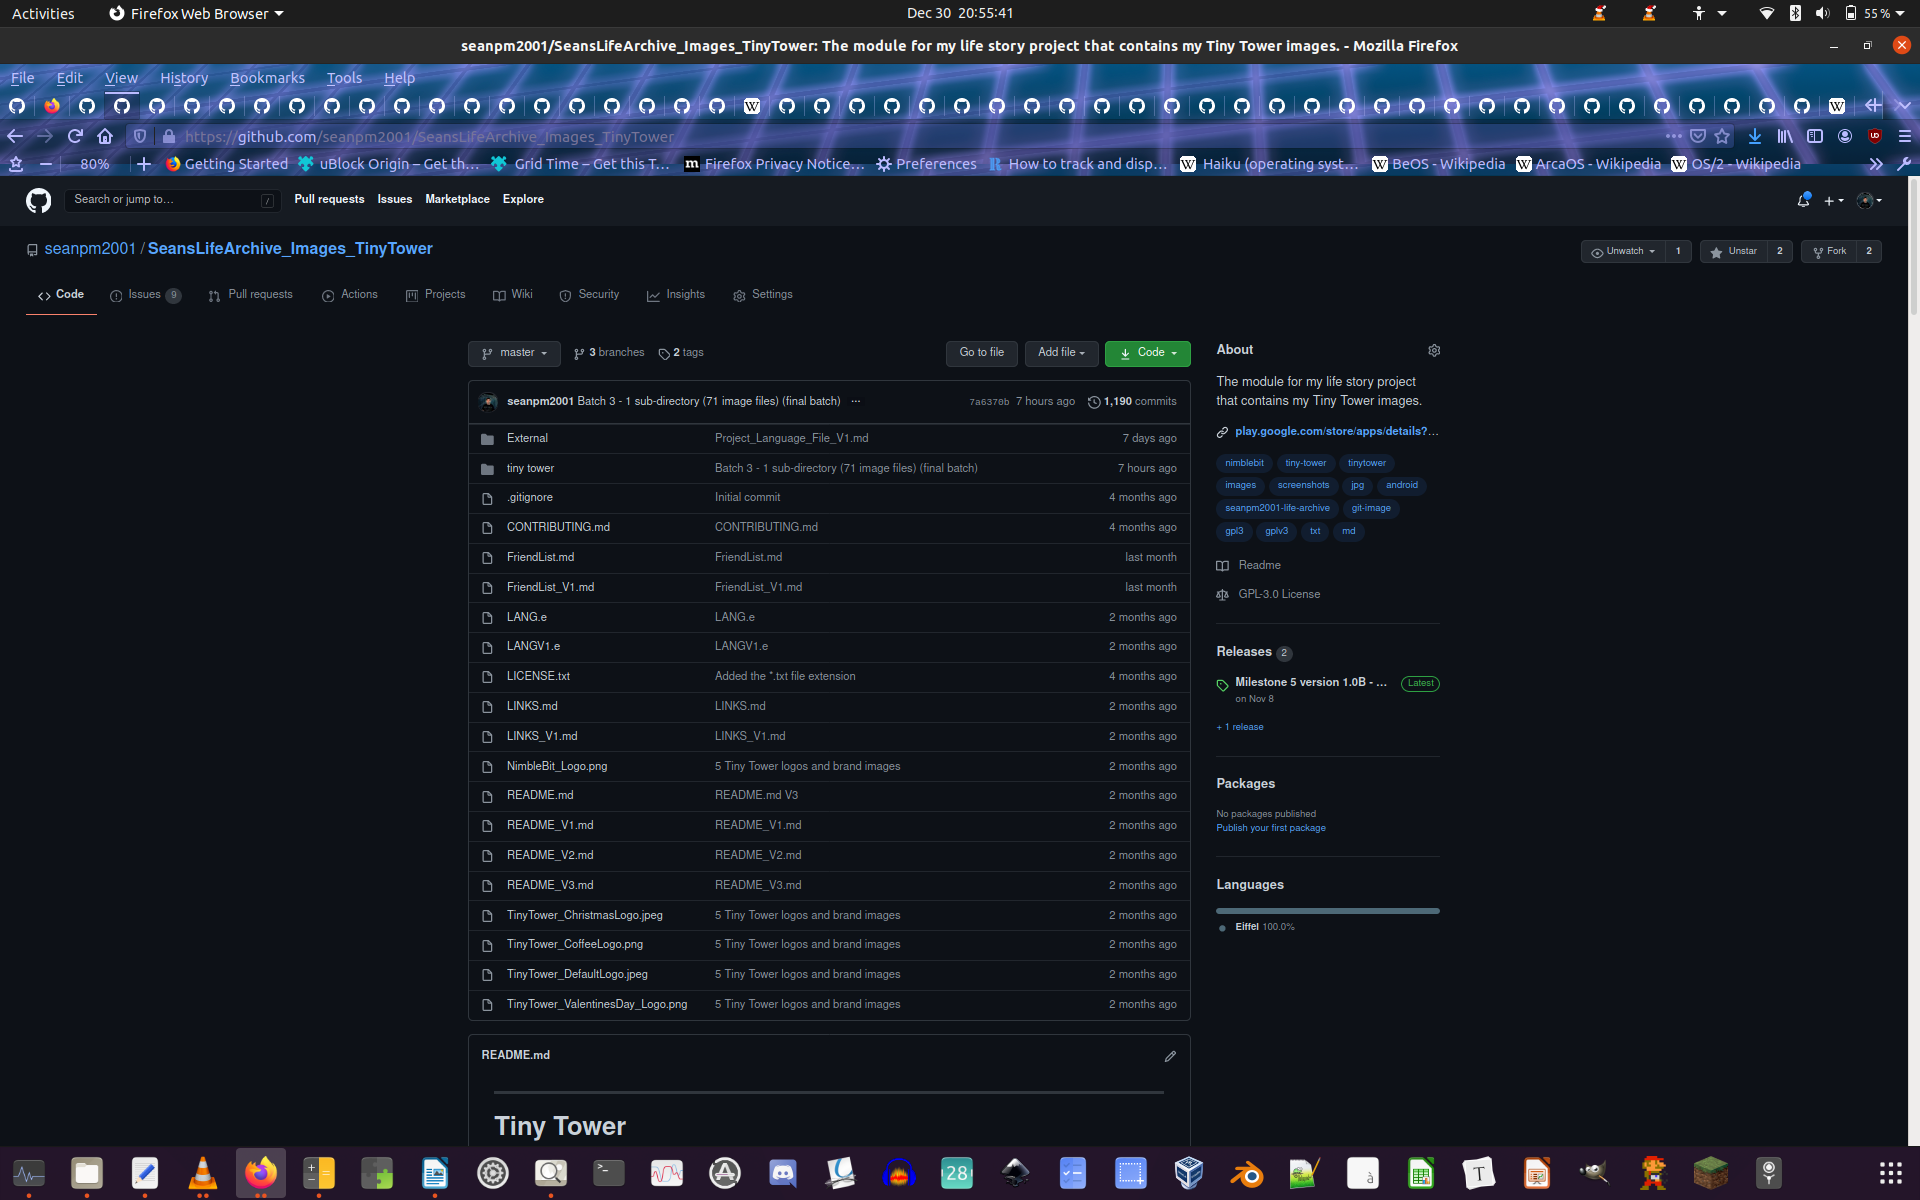 Activities Firefox Web Browser Dec 30 20:55:41 55 %
seanpm2001/SeansLifeArchive_Images_TinyTower: The module for my life story project that contains my Tiny Tower images. - Mozilla Firefox
File Edit View History Bookmarks Tools Help
https://github.com/seanpm2001/SeansLifeArchive_Images_TinyTower
80% Getting Started uBlock Origin – Get th… Grid Time – Get this T… Firefox Privacy Notice… Preferences How to track and disp… Haiku (operating syst… BeOS - Wikipedia ArcaOS - Wikipedia OS/2 - Wikipedia
Search or jump to… / Pull requests Issues Marketplace Explore
seanpm2001 / SeansLifeArchive_Images_TinyTower Unwatch 1 Unstar 2 Fork 2
Code Issues 9 Pull requests Actions Projects Wiki Security Insights Settings
master 3 branches 2 tags Go to file Add file Code
seanpm2001 Batch 3 - 1 sub-directory (71 image files) (final batch) ... 7a6370b 7 hours ago 1,190 commits
External Project_Language_File_V1.md 7 days ago
tiny tower Batch 3 - 1 sub-directory (71 image files) (final batch) 7 hours ago
.gitignore Initial commit 4 months ago
CONTRIBUTING.md CONTRIBUTING.md 4 months ago
FriendList.md FriendList.md last month
FriendList_V1.md FriendList_V1.md last month
LANG.e LANG.e 2 months ago
LANGV1.e LANGV1.e 2 months ago
LICENSE.txt Added the *.txt file extension 4 months ago
LINKS.md LINKS.md 2 months ago
LINKS_V1.md LINKS_V1.md 2 months ago
NimbleBit_Logo.png 5 Tiny Tower logos and brand images 2 months ago
README.md README.md V3 2 months ago
README_V1.md README_V1.md 2 months ago
README_V2.md README_V2.md 2 months ago
README_V3.md README_V3.md 2 months ago
TinyTower_ChristmasLogo.jpeg 5 Tiny Tower logos and brand images 2 months ago
TinyTower_CoffeeLogo.png 5 Tiny Tower logos and brand images 2 months ago
TinyTower_DefaultLogo.jpeg 5 Tiny Tower logos and brand images 2 months ago
TinyTower_ValentinesDay_Logo.png 5 Tiny Tower logos and brand images 2 months ago
README.md
Tiny Tower
About
The module for my life story project
that contains my Tiny Tower images.
play.google.com/store/apps/details?…
nimblebit tiny-tower tinytower
images screenshots jpg android
seanpm2001-life-archive git-image
gpl3 gplv3 txt md
Readme
GPL-3.0 License
Releases 2
Milestone 5 version 1.0B - … Latest
on Nov 8
+ 1 release
Packages
No packages published
Publish your first package
Languages
Eiffel 100.0%
28